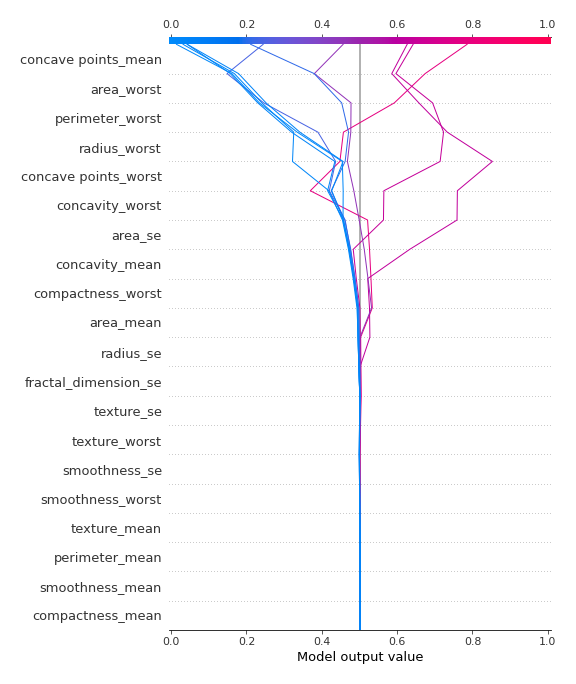 0.0 0.2 0.4 0.6 0.8 1.0
concave points_mean
area_worst
perimeter_worst
radius_worst
concave points_worst
concavity_worst
area_se
concavity_mean
compactness_worst
area_mean
radius_se
fractal_dimension_se
texture_se
texture_worst
smoothness_se
smoothness_worst
texture_mean
perimeter_mean
smoothness_mean
compactness_mean
0.0 0.2 0.4 0.6 0.8 1.0
Model output value